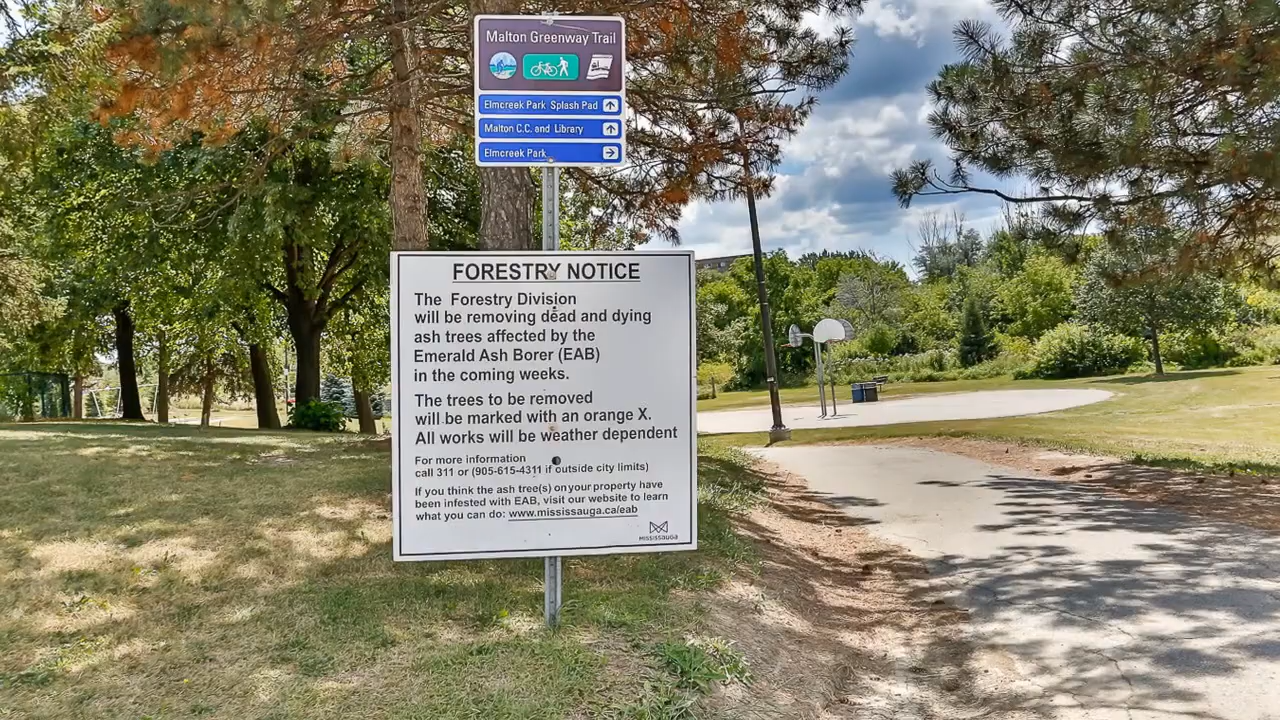 Malton Greenway Trail
Elmcreek Park Splash Pad
Malton C.C. and Library
Elmcreek Park
FORESTRY NOTICE
The Forestry Division
will be removing dead and dying
ash trees affected by the
Emerald Ash Borer (EAB)
in the coming weeks.
The trees to be removed
will be marked with an orange X.
All works will be weather dependent
For more information
call 311 or (905-615-4311 if outside city limits)
If you think the ash tree(s) on your property have
been infested with EAB, visit our website to learn
what you can do: www.mississauga.ca/eab
MISSISSAUGA